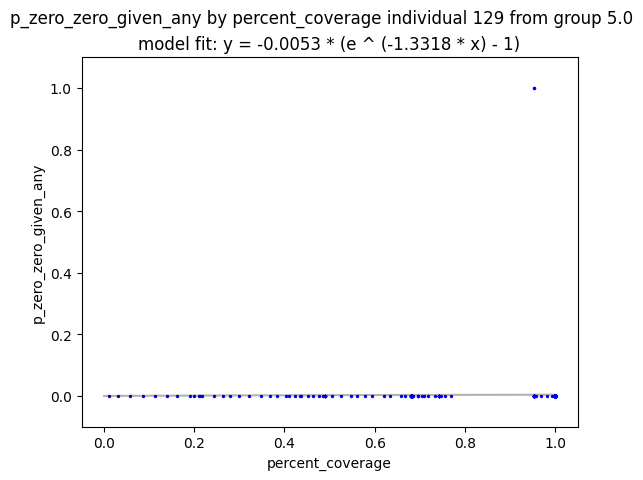 p_zero_zero_given_any by percent_coverage individual 129 from group 5.0
model fit: y = -0.0053 * (e ^ (-1.3318 * x) - 1)
1.0
0.8
0.6
0.4
0.2
0.0
p_zero_zero_given_any
0.0 0.2 0.4 0.6 0.8 1.0
percent_coverage